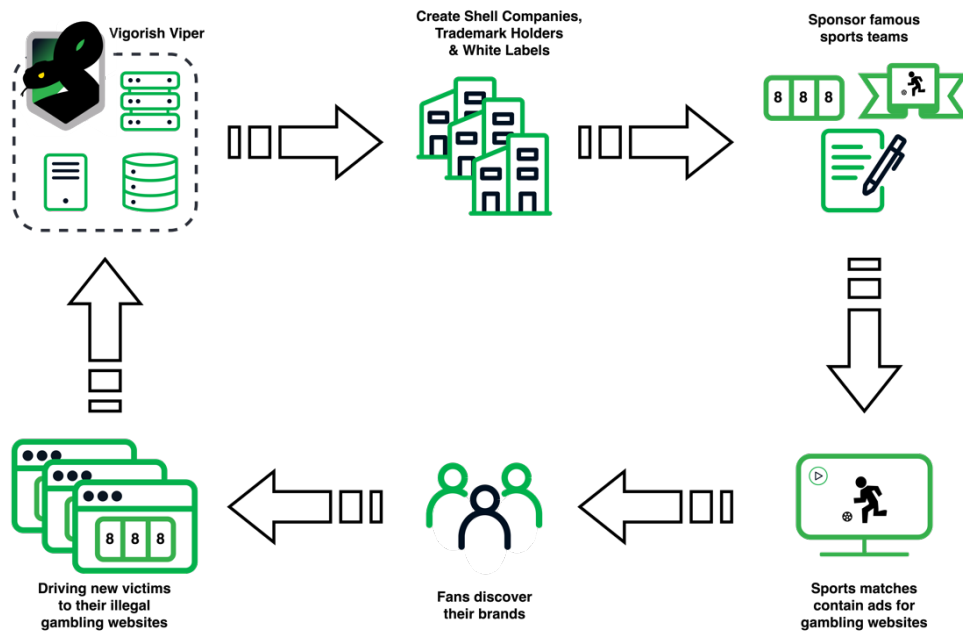 Vigorish Viper
Create Shell Companies,
Trademark Holders
& White Labels
Sponsor famous
sports teams
8 8 8
Sports matches
contain ads for
gambling websites
Fans discover
their brands
8 8 8
Driving new victims
to their illegal
gambling websites